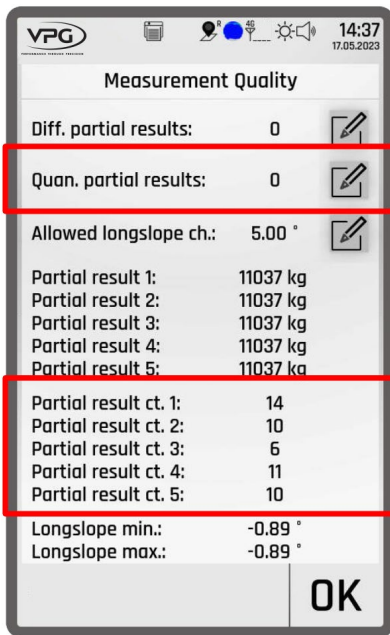 VPG
R
4G
14:37
17.05.2023
Measurement Quality
Diff. partial results: 0
Quan. partial results: 0
Allowed longslope ch.: 5.00 °
Partial result 1: 11037 kg
Partial result 2: 11037 kg
Partial result 3: 11037 kg
Partial result 4: 11037 kg
Partial result 5: 11037 kg
Partial result ct. 1: 14
Partial result ct. 2: 10
Partial result ct. 3: 6
Partial result ct. 4: 11
Partial result ct. 5: 10
Longslope min.: -0.89 °
Longslope max.: -0.89 °
OK